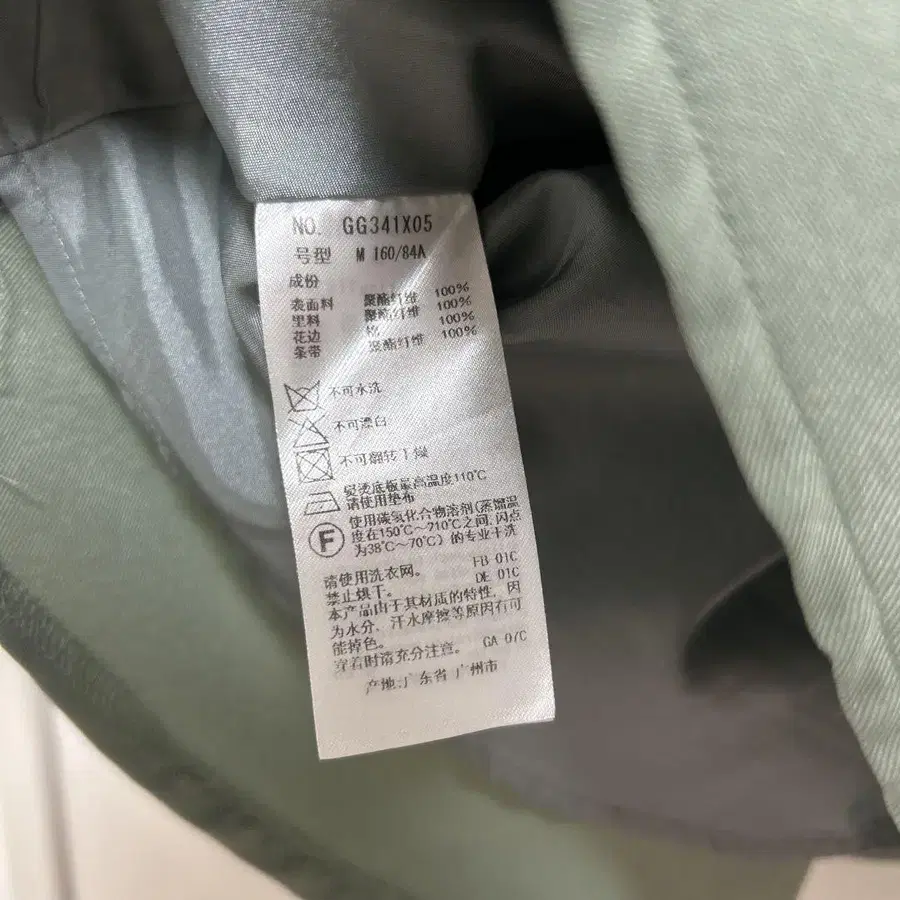 NO. GG341X05
号型 M 160/84A
成份
表面料 聚酯纤维 100%
里料 聚酯纤维 100%
花边 棉 100%
条带 聚酯纤维 100%
不可水洗
不可漂白
不可翻转干燥
熨烫底板最高温度110℃
请使用垫布
F
使用碳氢化合物溶剂(蒸馏温
度在150℃~210℃之间,闪点
为38℃~70℃)的专业干洗
请使用洗衣网。 FB 01C
禁止烘干。 DE 01C
本产品由于其材质的特性,因
为水分,汗水摩擦等原因有可
能掉色。
穿着时请充分注意。 GA 07C
产地:广东省 广州市